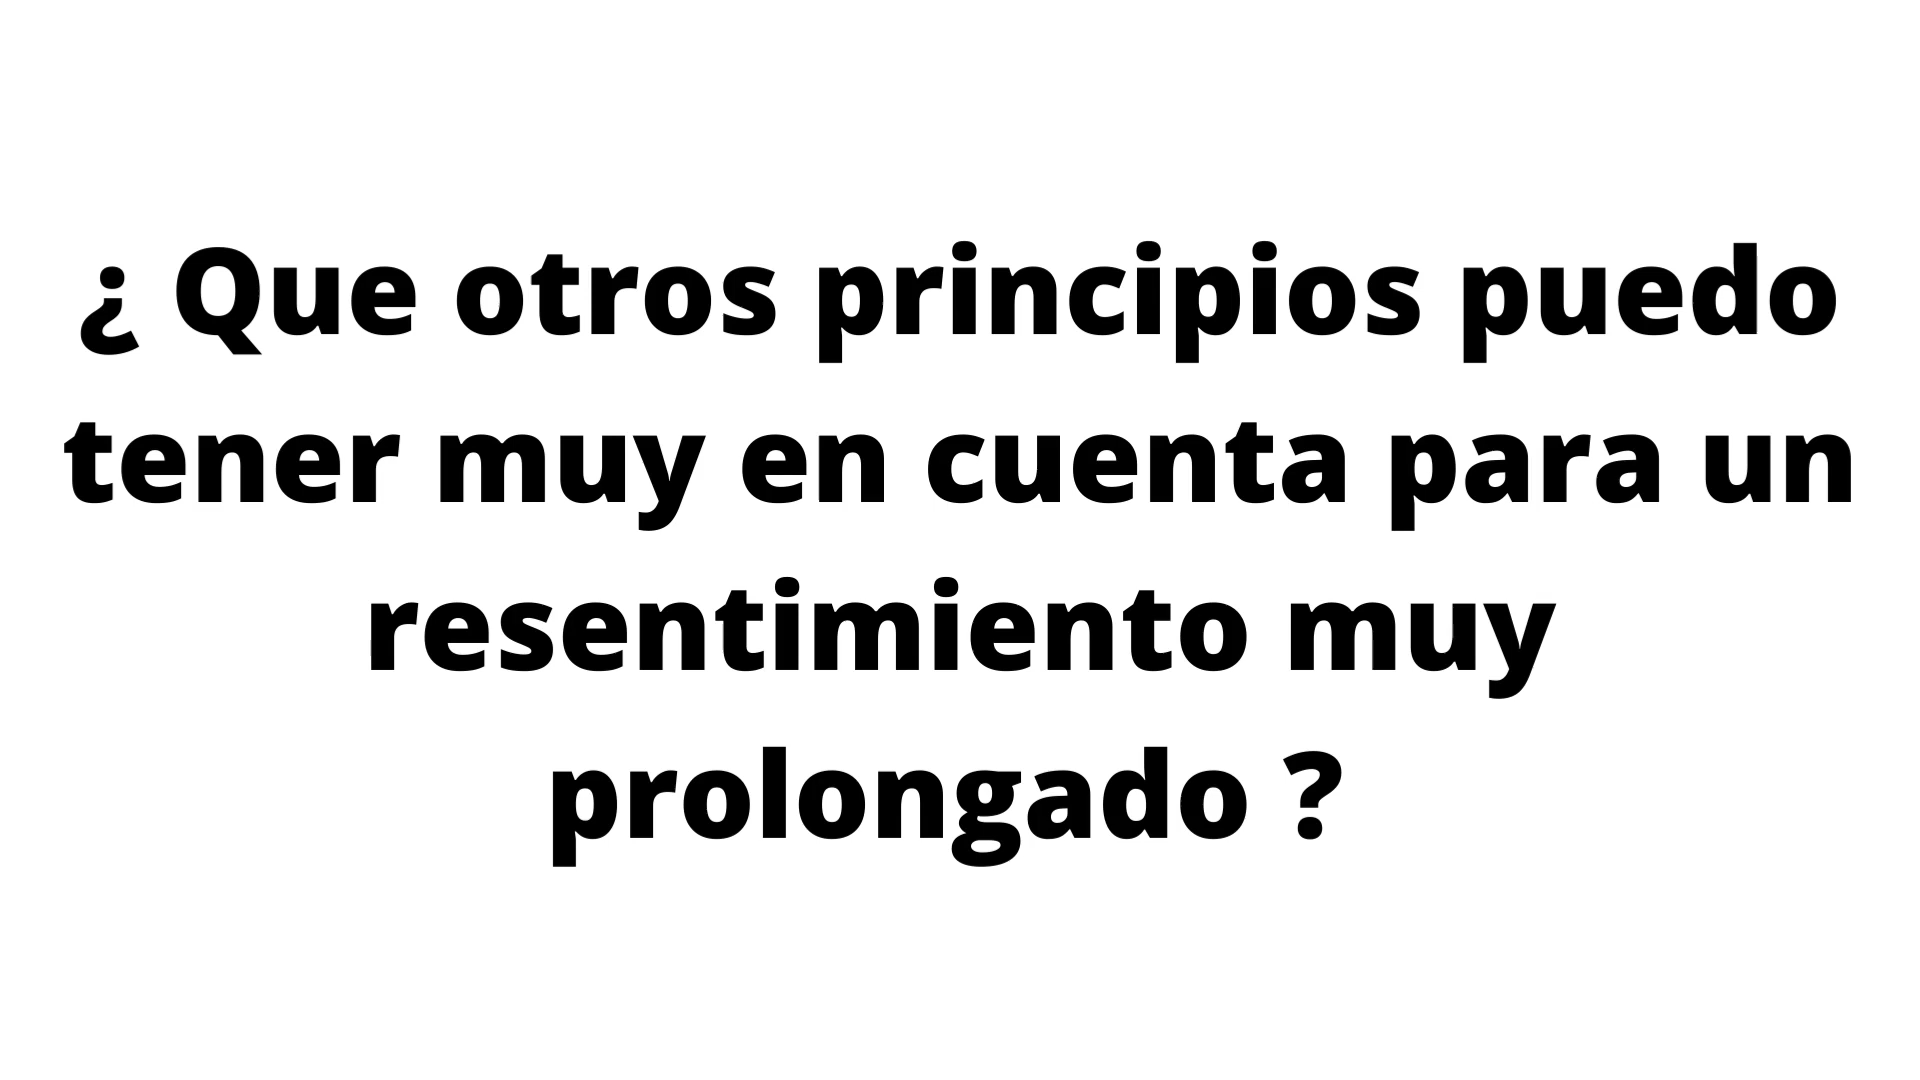 ¿ Que otros principios puedo
tener muy en cuenta para un
resentimiento muy
prolongado ?